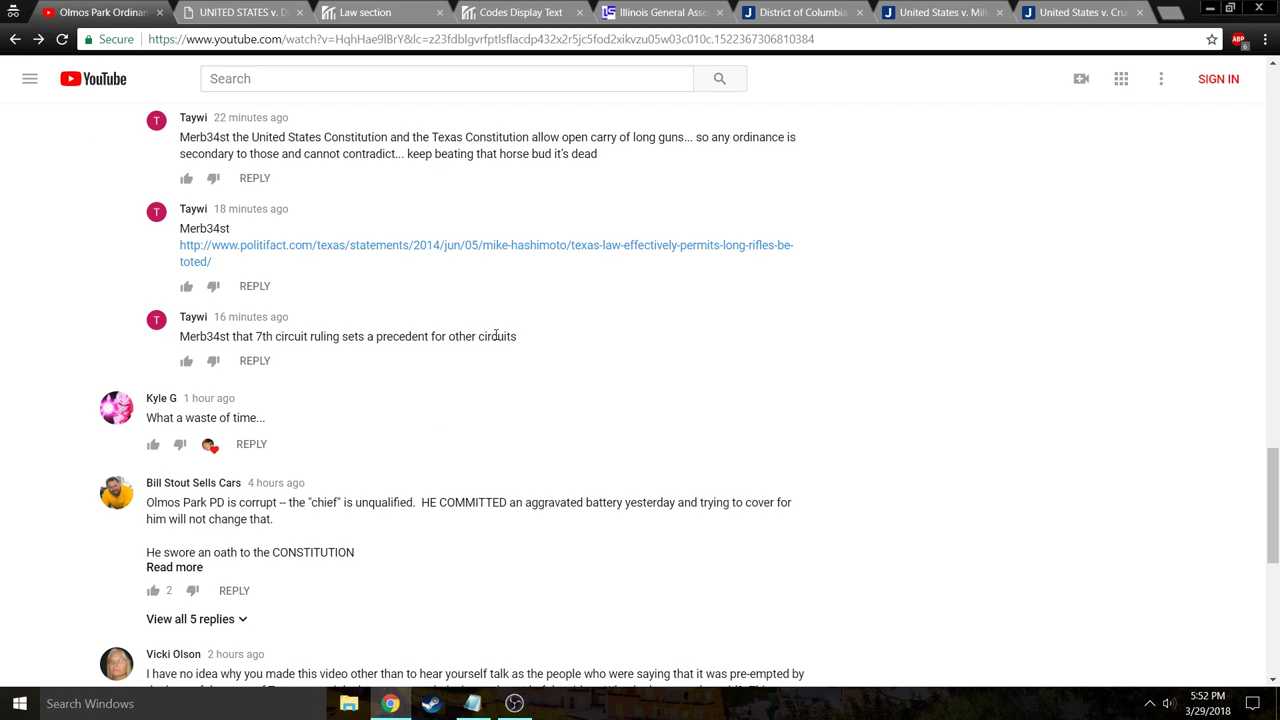 Olmos Park Ordinan
UNITED STATES v. D
Law section
Codes Display Text
Illinois General Asse
District of Columbia
United States v. Mill
United States v. Crui
Secure
https://www.youtube.com/watch?v=HqhHae9lBrY&lc=z23fdblgvrfptlsflacdp432x2r5jc5fod2xikvzu05w03c010c.1522367306810384
ABP
6
YouTube
Search
SIGN IN
T
Taywi 22 minutes ago
Merb34st the United States Constitution and the Texas Constitution allow open carry of long guns... so any ordinance is
secondary to those and cannot contradict... keep beating that horse bud it's dead
REPLY
T
Taywi 18 minutes ago
Merb34st
http://www.politifact.com/texas/statements/2014/jun/05/mike-hashimoto/texas-law-effectively-permits-long-rifles-be-
toted/
REPLY
T
Taywi 16 minutes ago
Merb34st that 7th circuit ruling sets a precedent for other circuits
REPLY
Kyle G 1 hour ago
What a waste of time...
REPLY
Bill Stout Sells Cars 4 hours ago
Olmos Park PD is corrupt -- the "chief" is unqualified. HE COMMITTED an aggravated battery yesterday and trying to cover for
him will not change that.
He swore an oath to the CONSTITUTION
Read more
2 REPLY
View all 5 replies
Vicki Olson 2 hours ago
I have no idea why you made this video other than to hear yourself talk as the people who were saying that it was pre-empted by
Search Windows
5:52 PM
3/29/2018